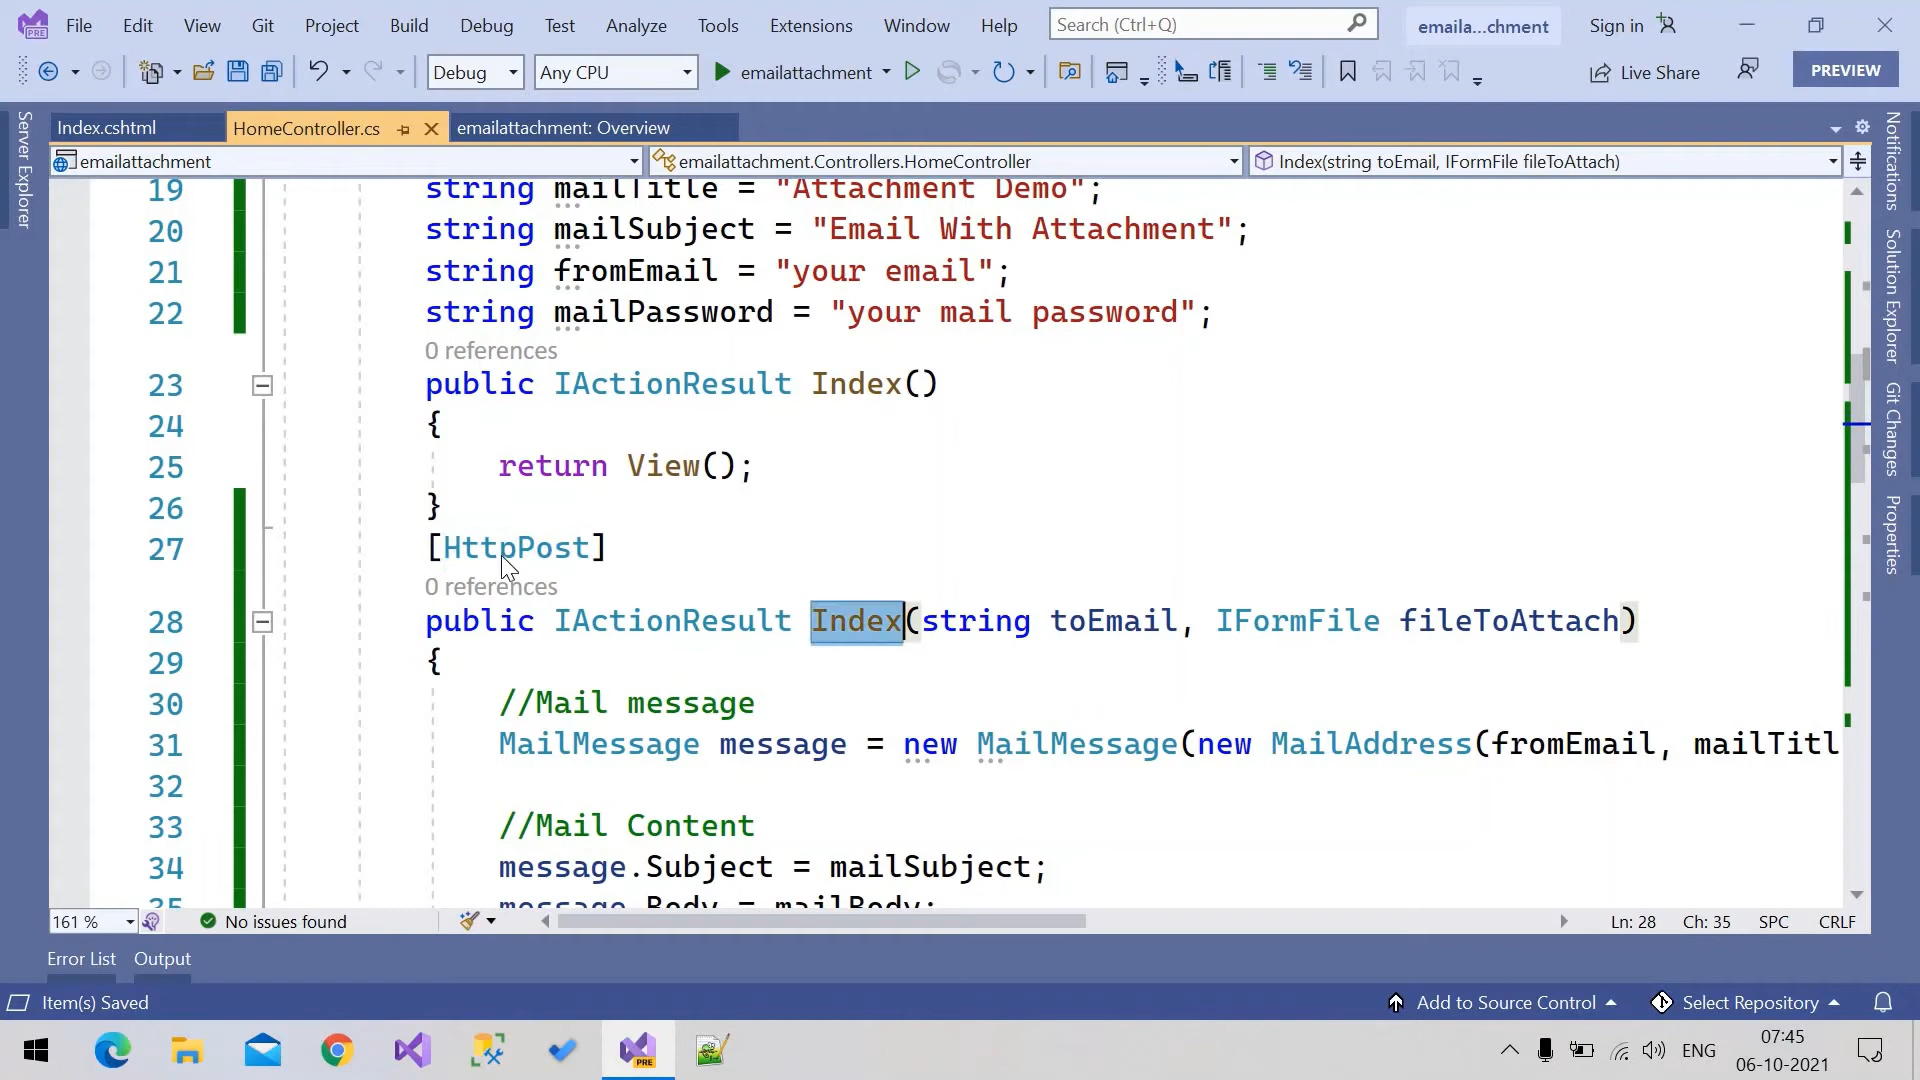 File Edit View Git Project Build Debug Test Analyze Tools Extensions Window Help Search (Ctrl+Q) emaila...chment Sign in
PRE
Debug Any CPU emailattachment Live Share PREVIEW
Index.cshtml HomeController.cs emailattachment: Overview
emailattachment emailattachment.Controllers.HomeController Index(string toEmail, IFormFile fileToAttach)
Server Explorer
Notifications
Solution Explorer
Git Changes
Properties
19 string mailTitle = "Attachment Demo";
20 string mailSubject = "Email With Attachment";
21 string fromEmail = "your email";
22 string mailPassword = "your mail password";
0 references
23 public IActionResult Index()
24 {
25 return View();
26 }
27 [HttpPost]
0 references
28 public IActionResult Index(string toEmail, IFormFile fileToAttach)
29 {
30 //Mail message
31 MailMessage message = new MailMessage(new MailAddress(fromEmail, mailTitl
32
33 //Mail Content
34 message.Subject = mailSubject;
35 message.Body = mailBody;
161 % No issues found Ln: 28 Ch: 35 SPC CRLF
Error List Output
Item(s) Saved Add to Source Control Select Repository
PRE
ENG
07:45
06-10-2021